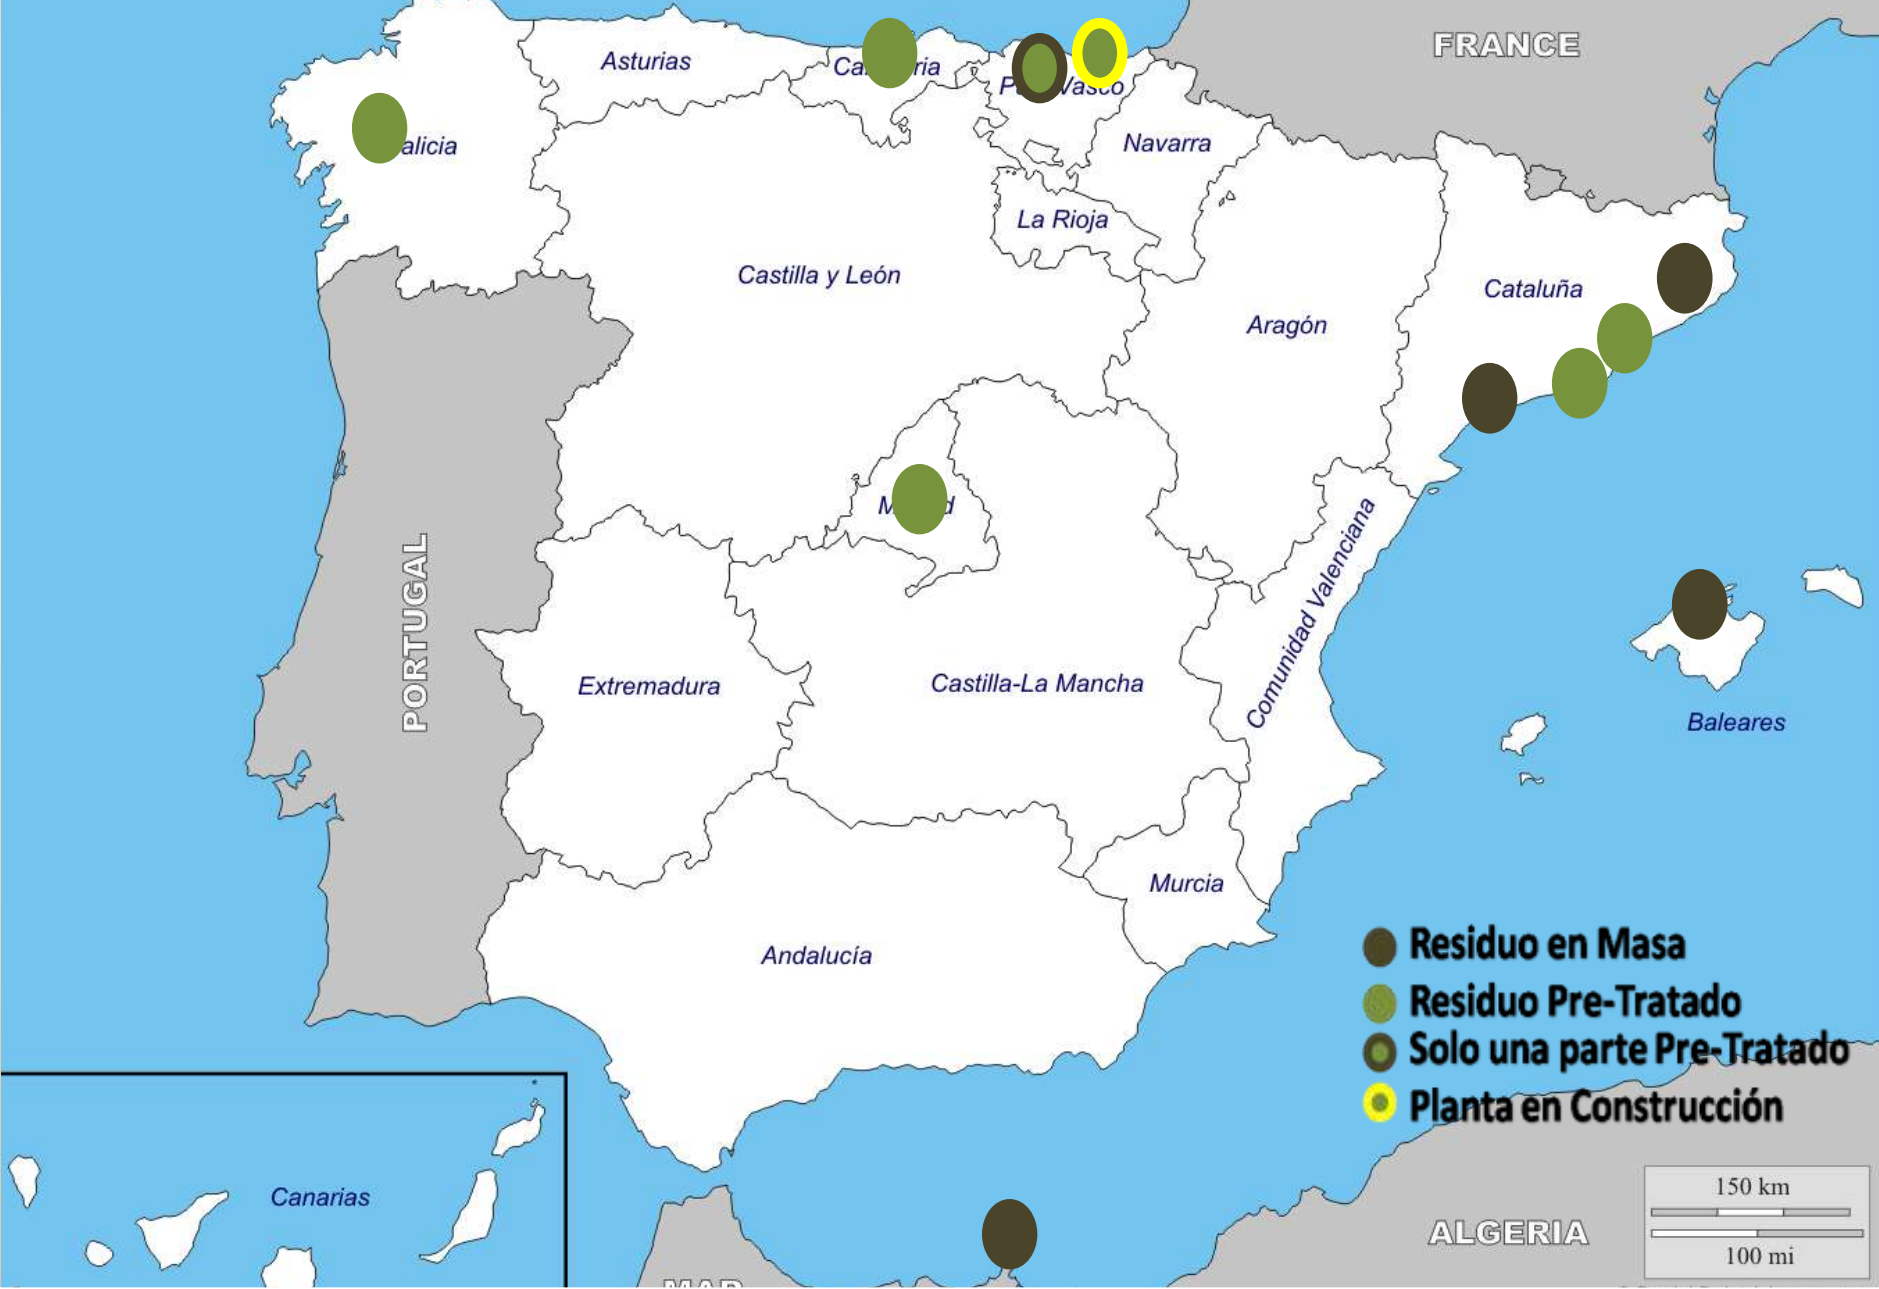 FRANCE
Asturias
Navarra
La Rioja
Castilla y León
Cataluña
Aragón
PORTUGAL
Comunidad Valenciana
Extremadura
Castilla-La Mancha
Baleares
Murcia
Andalucía
Residuo en Masa
Residuo Pre-Tratado
Solo una parte Pre-Tratado
Planta en Construcción
Canarias
150 km
100 mi
ALGERIA